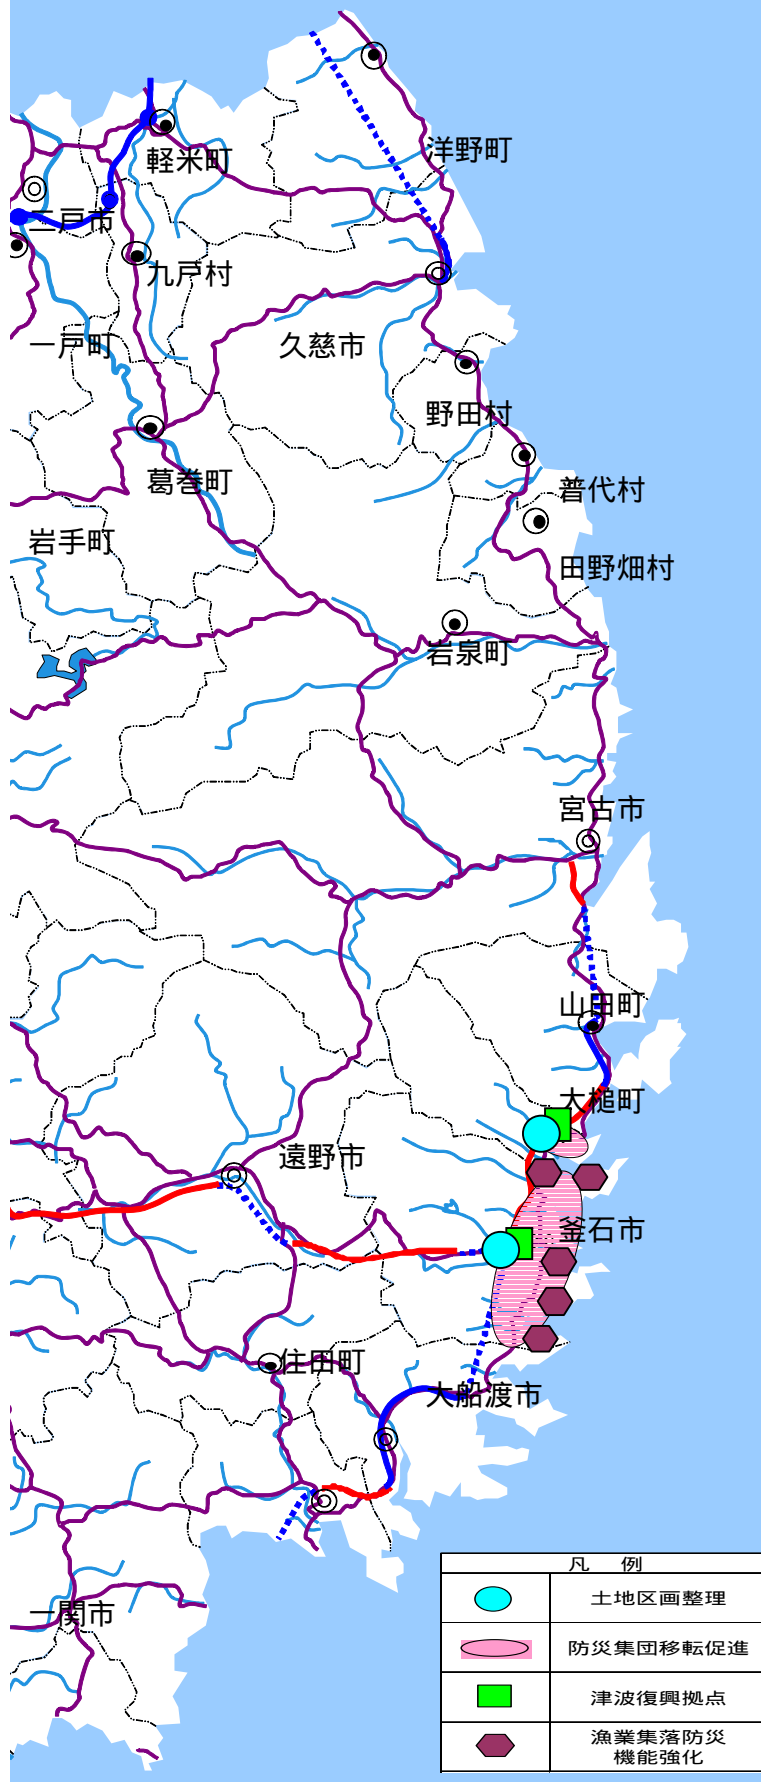 洋野町
軽米町
二戸市
九戸村
一戸町
久慈市
野田村
葛巻町
普代村
岩手町
田野畑村
岩泉町
宮古市
山田町
大槌町
遠野市
釜石市
住田町
大船渡市
一関市
凡 例
土地区画整理
防災集団移転促進
津波復興拠点
漁業集落防災
機能強化